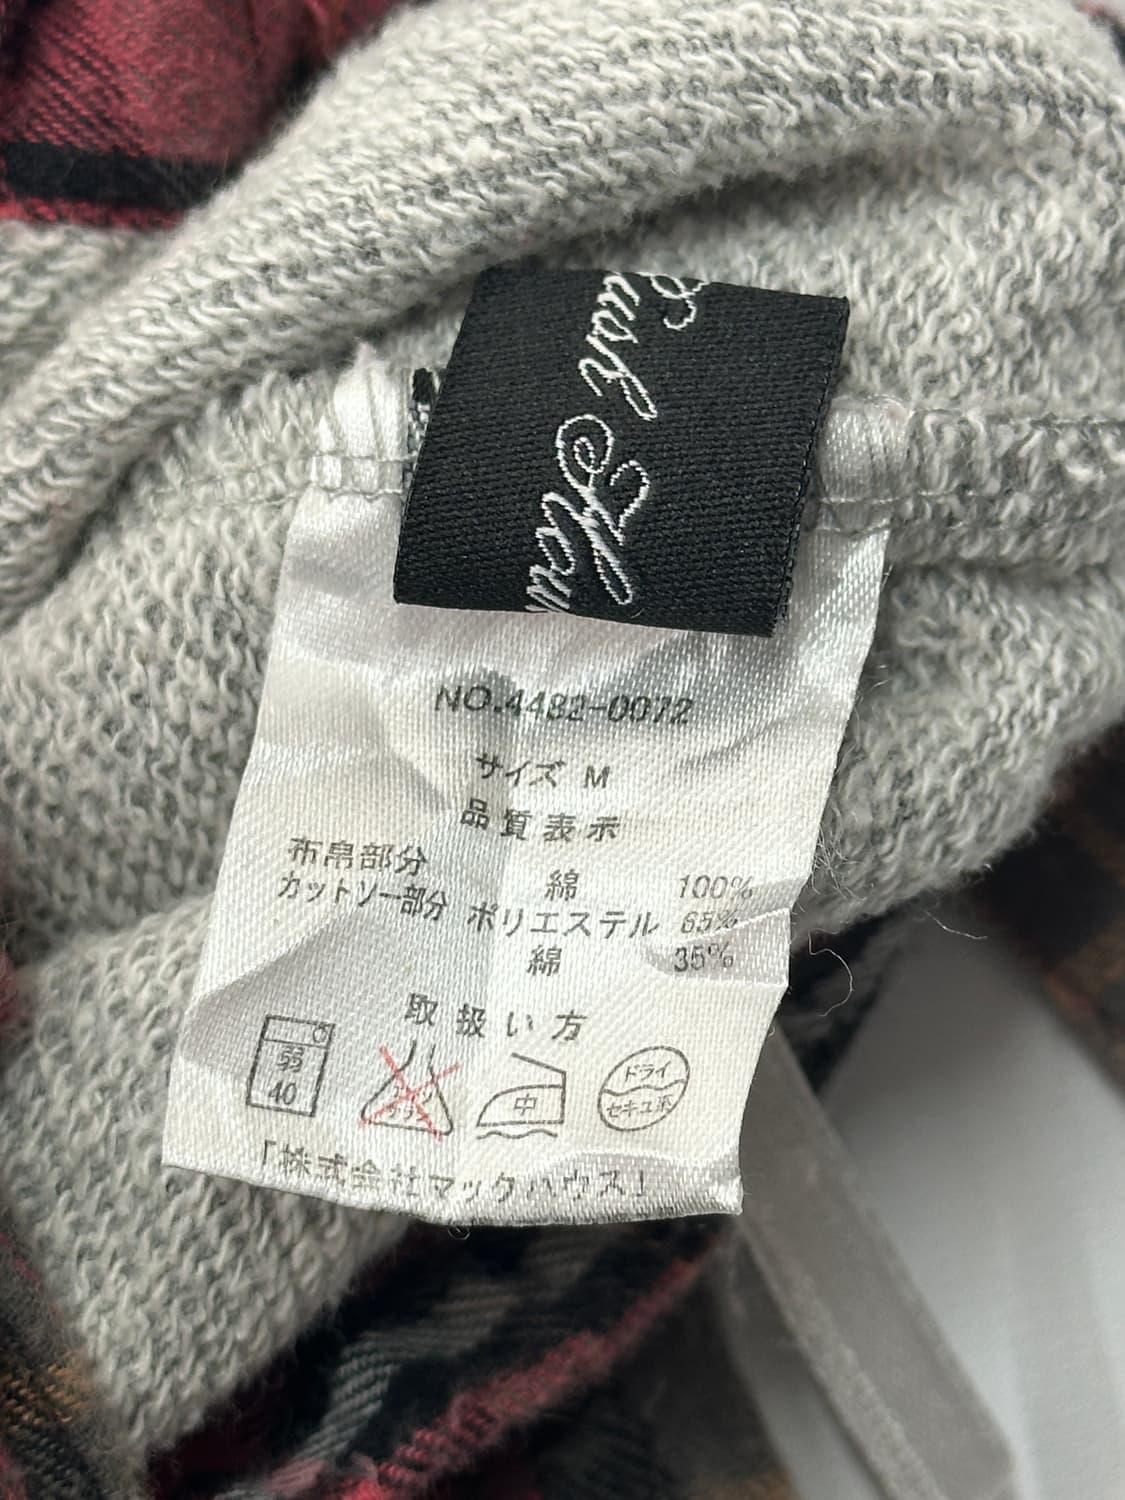 NO.4482-0072
サイズ M
品質表示
布帛部分 綿 100%
カットソー部分 ポリエステル 65%
綿 35%
取扱い方
弱
40
中
ドライ
セキユ系
「株式会社マックハウス」